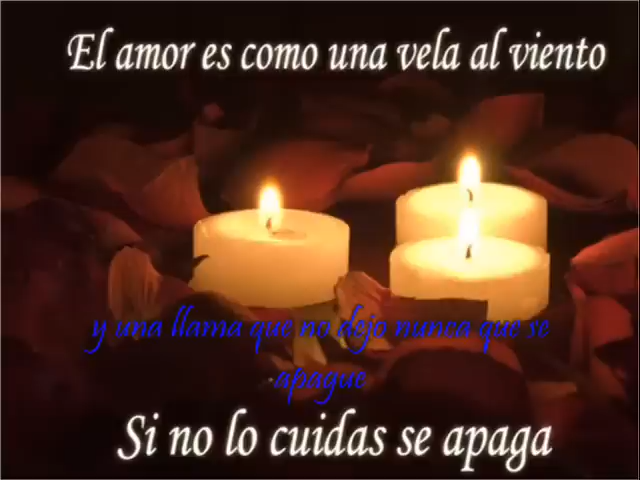 El amor es como una vela al viento
y una llama que no dejo nunca que se
apague
Si no lo cuidas se apaga